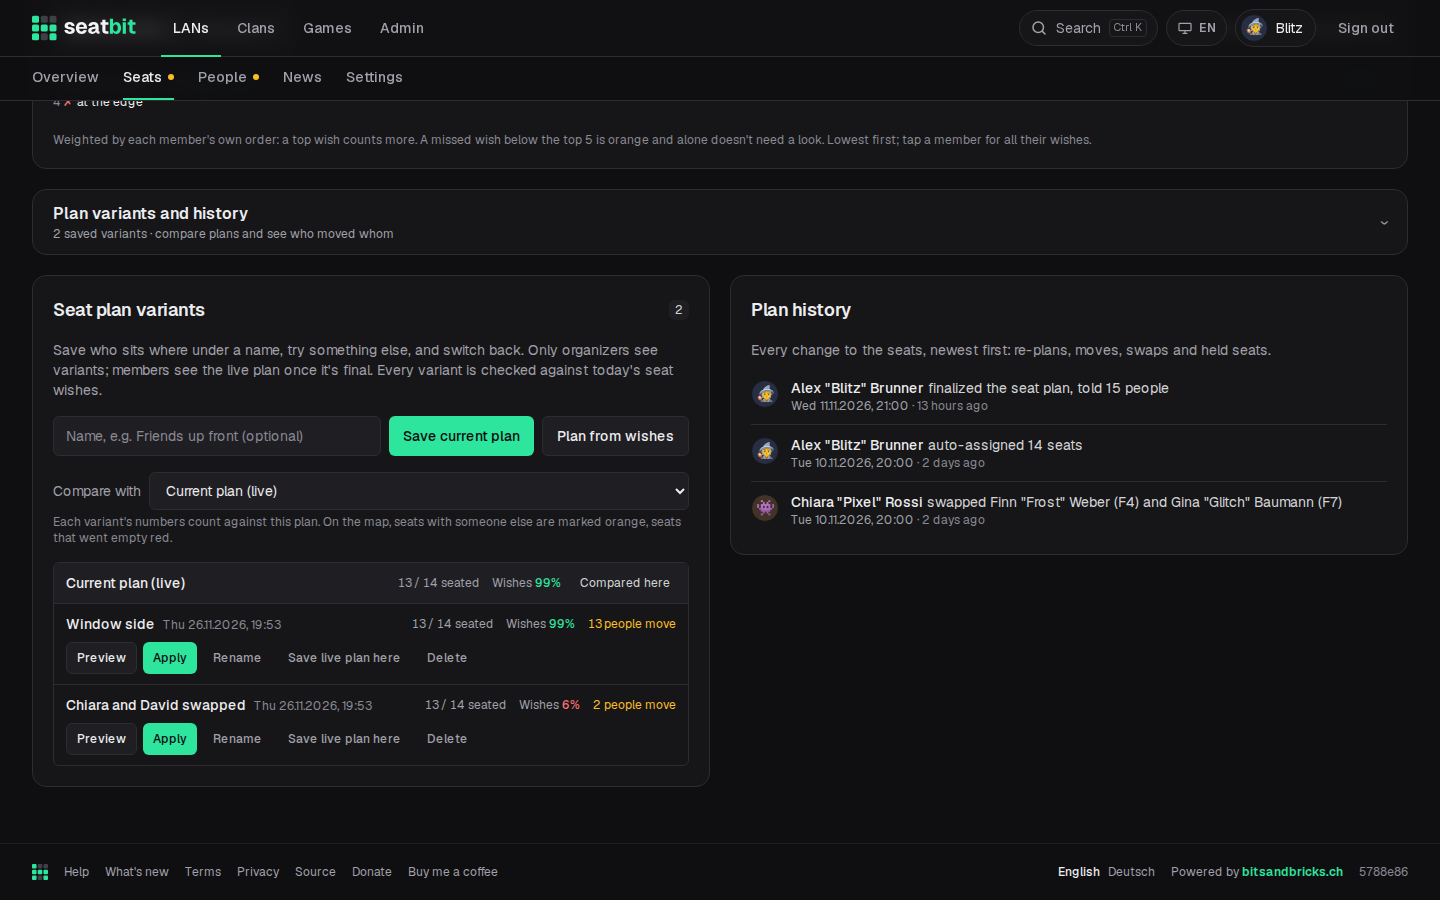 seatbit
LANs
Clans
Games
Admin
Search
Ctrl K
EN
Blitz
Sign out
Overview
Seats
People
News
Settings
4 ✗ at the edge
Weighted by each member's own order: a top wish counts more. A missed wish below the top 5 is orange and alone doesn't need a look. Lowest first; tap a member for all their wishes.
Plan variants and history
2 saved variants · compare plans and see who moved whom
Seat plan variants
2
Save who sits where under a name, try something else, and switch back. Only organizers see
variants; members see the live plan once it's final. Every variant is checked against today's seat
wishes.
Name, e.g. Friends up front (optional)
Save current plan
Plan from wishes
Compare with
Current plan (live)
Each variant's numbers count against this plan. On the map, seats with someone else are marked orange, seats
that went empty red.
Current plan (live)
13 / 14 seated
Wishes 99%
Compared here
Window side Thu 26.11.2026, 19:53
13 / 14 seated
Wishes 99%
13 people move
Preview
Apply
Rename
Save live plan here
Delete
Chiara and David swapped Thu 26.11.2026, 19:53
13 / 14 seated
Wishes 6%
2 people move
Preview
Apply
Rename
Save live plan here
Delete
Plan history
Every change to the seats, newest first: re-plans, moves, swaps and held seats.
Alex "Blitz" Brunner finalized the seat plan, told 15 people
Wed 11.11.2026, 21:00 · 13 hours ago
Alex "Blitz" Brunner auto-assigned 14 seats
Tue 10.11.2026, 20:00 · 2 days ago
Chiara "Pixel" Rossi swapped Finn "Frost" Weber (F4) and Gina "Glitch" Baumann (F7)
Tue 10.11.2026, 20:00 · 2 days ago
Help
What's new
Terms
Privacy
Source
Donate
Buy me a coffee
English
Deutsch
Powered by bitsandbricks.ch
5788e86